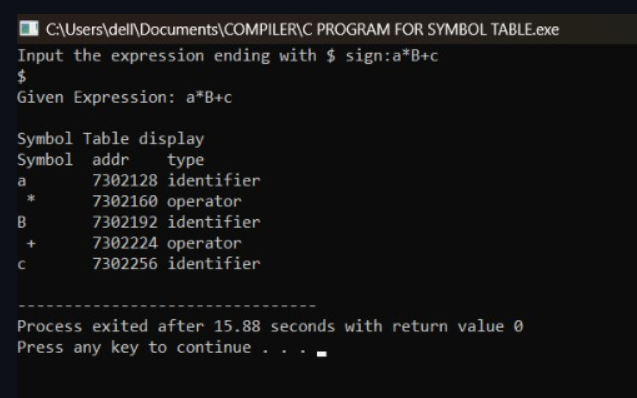 C:\Users\dell\Documents\COMPILER\C PROGRAM FOR SYMBOL TABLE.exe
Input the expression ending with $ sign:a*B+c
$
Given Expression: a*B+c
Symbol Table display
Symbol  addr    type
a       7302128 identifier
 *      7302160 operator
B       7302192 identifier
 +      7302224 operator
c       7302256 identifier
--------------------------------
Process exited after 15.88 seconds with return value 0
Press any key to continue . . .